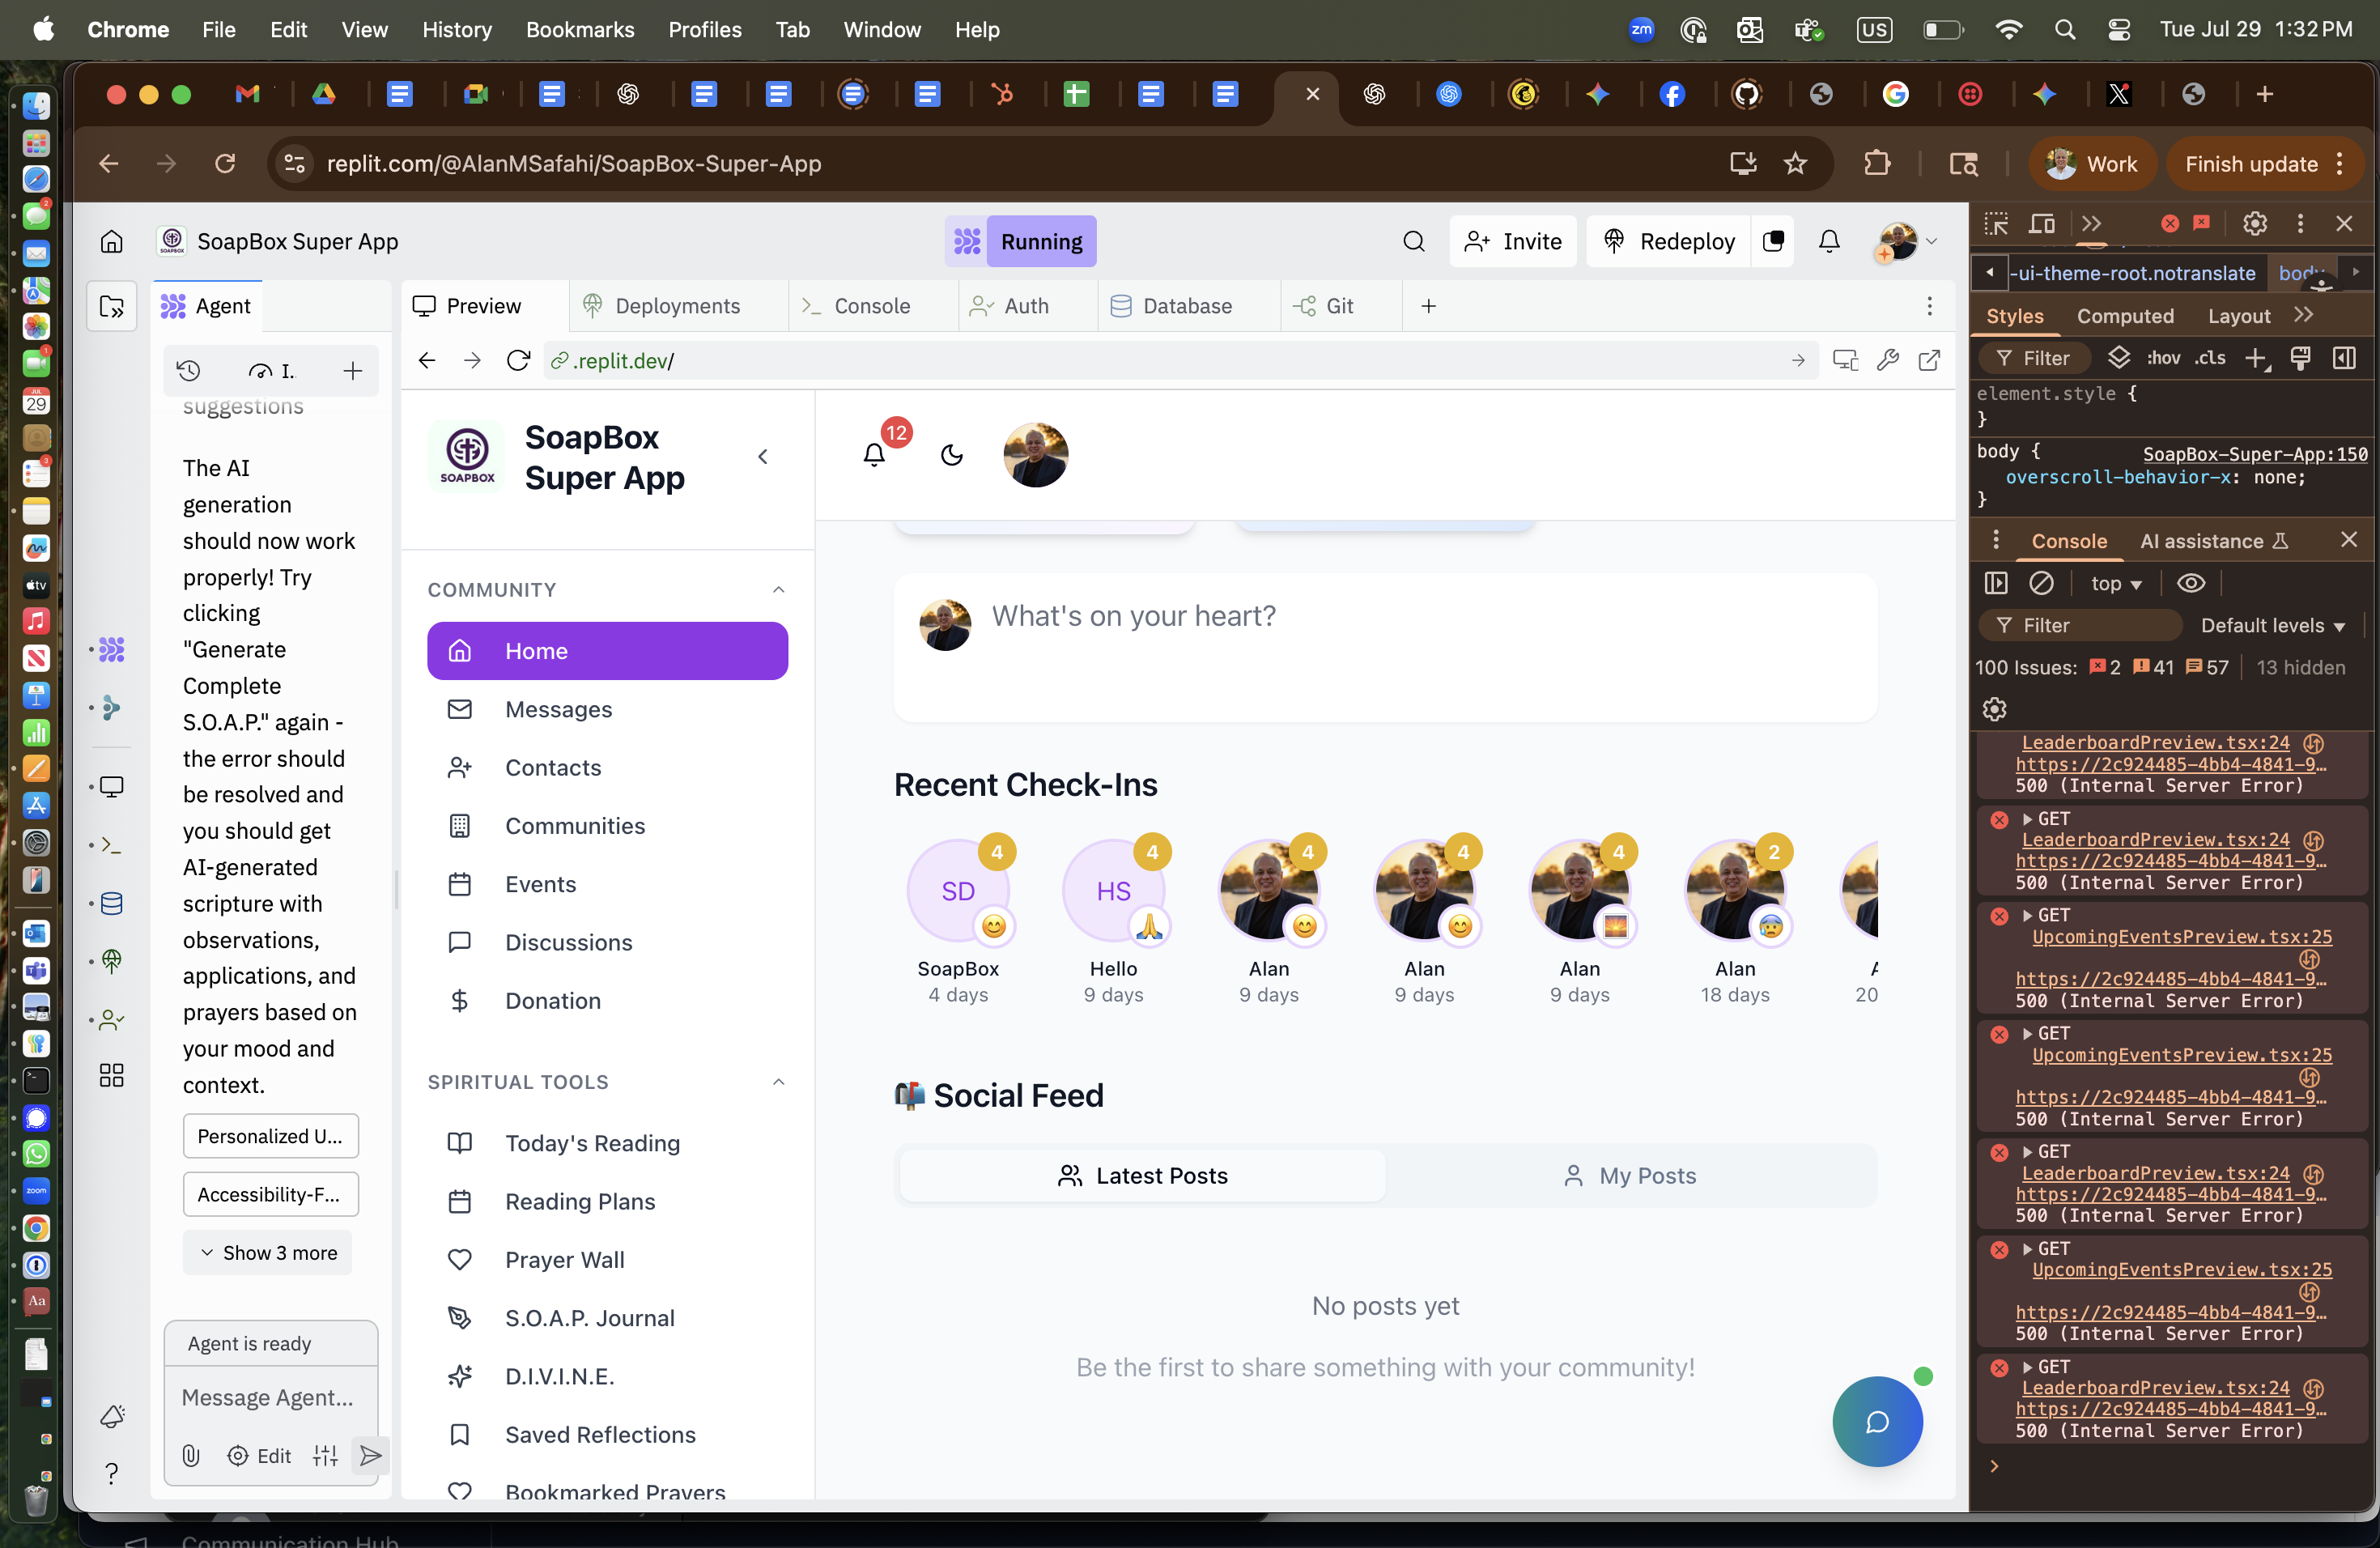 Chrome File Edit View History Bookmarks Profiles Tab Window Help
zm US Tue Jul 29 1:32 PM
replit.com/@AlanMSafahi/SoapBox-Super-App
Work Finish update
SoapBox Super App
Running
Invite Redeploy
Agent
Preview Deployments Console Auth Database Git
.replit.dev/
suggestions
The AI
generation
should now work
properly! Try
clicking
"Generate
Complete
S.O.A.P." again -
the error should
be resolved and
you should get
AI-generated
scripture with
observations,
applications, and
prayers based on
your mood and
context.
Personalized U...
Accessibility-F...
Show 3 more
Agent is ready
Message Agent...
Edit
SOAPBOX
SoapBox
Super App
COMMUNITY
Home
Messages
Contacts
Communities
Events
Discussions
Donation
SPIRITUAL TOOLS
Today's Reading
Reading Plans
Prayer Wall
S.O.A.P. Journal
D.I.V.I.N.E.
Saved Reflections
Bookmarked Prayers
12
What's on your heart?
Recent Check-Ins
4 4 4 4 4 2
SD HS
SoapBox Hello Alan Alan Alan Alan
4 days 9 days 9 days 9 days 9 days 18 days 20
Social Feed
Latest Posts My Posts
No posts yet
Be the first to share something with your community!
-ui-theme-root.notranslate body
Styles Computed Layout
Filter :hov .cls
element.style {
}
body { SoapBox-Super-App:150
overscroll-behavior-x: none;
}
Console AI assistance
top
Filter Default levels
100 Issues: 2 41 57 13 hidden
LeaderboardPreview.tsx:24
https://2c924485-4bb4-4841-9…
500 (Internal Server Error)
GET
LeaderboardPreview.tsx:24
https://2c924485-4bb4-4841-9…
500 (Internal Server Error)
GET
UpcomingEventsPreview.tsx:25
https://2c924485-4bb4-4841-9…
500 (Internal Server Error)
GET
UpcomingEventsPreview.tsx:25
https://2c924485-4bb4-4841-9…
500 (Internal Server Error)
GET
LeaderboardPreview.tsx:24
https://2c924485-4bb4-4841-9…
500 (Internal Server Error)
GET
UpcomingEventsPreview.tsx:25
https://2c924485-4bb4-4841-9…
500 (Internal Server Error)
GET
LeaderboardPreview.tsx:24
https://2c924485-4bb4-4841-9…
500 (Internal Server Error)
Communication Hub